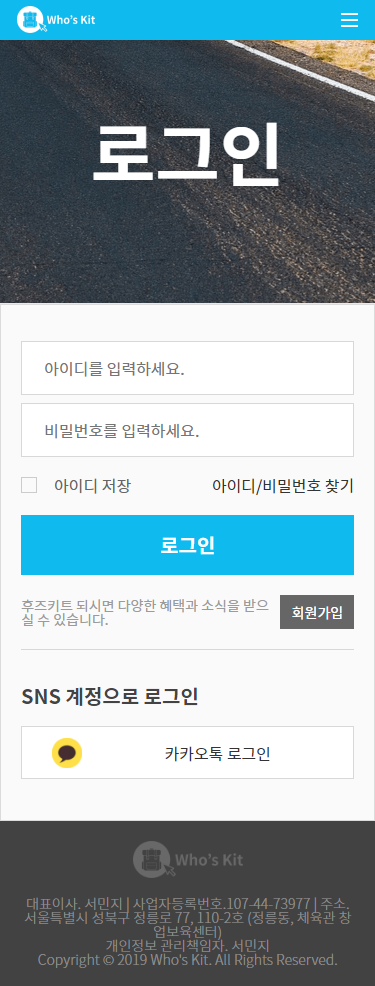 Who's Kit
로그인
아이디를 입력하세요.
비밀번호를 입력하세요.
아이디 저장 아이디/비밀번호 찾기
로그인
후즈키트 되시면 다양한 혜택과 소식을 받으
실 수 있습니다.
회원가입
SNS 계정으로 로그인
카카오톡 로그인
Who's Kit
대표이사. 서민지 | 사업자등록번호.107-44-73977 | 주소.
서울특별시 성북구 정릉로 77, 110-2호 (정릉동, 체육관 창
업보육센터)
개인정보 관리책임자. 서민지
Copyright © 2019 Who's Kit. All Rights Reserved.